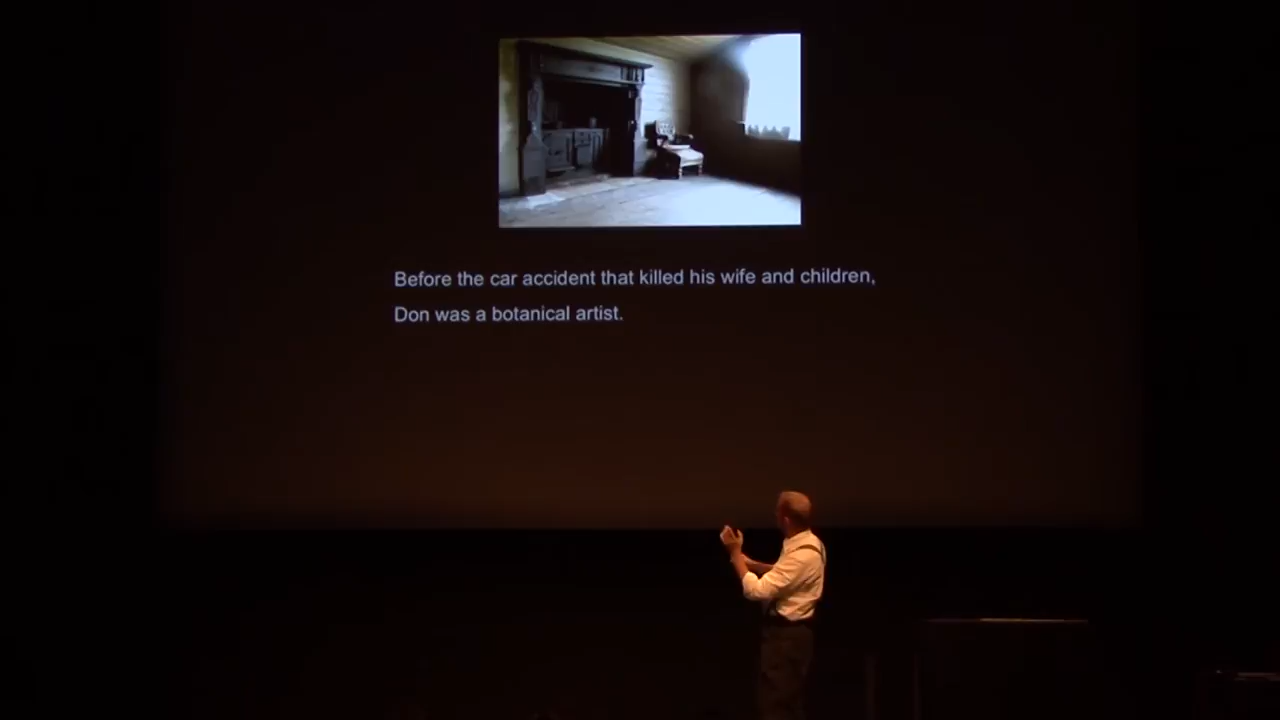 Before the car accident that killed his wife and children,
Don was a botanical artist.